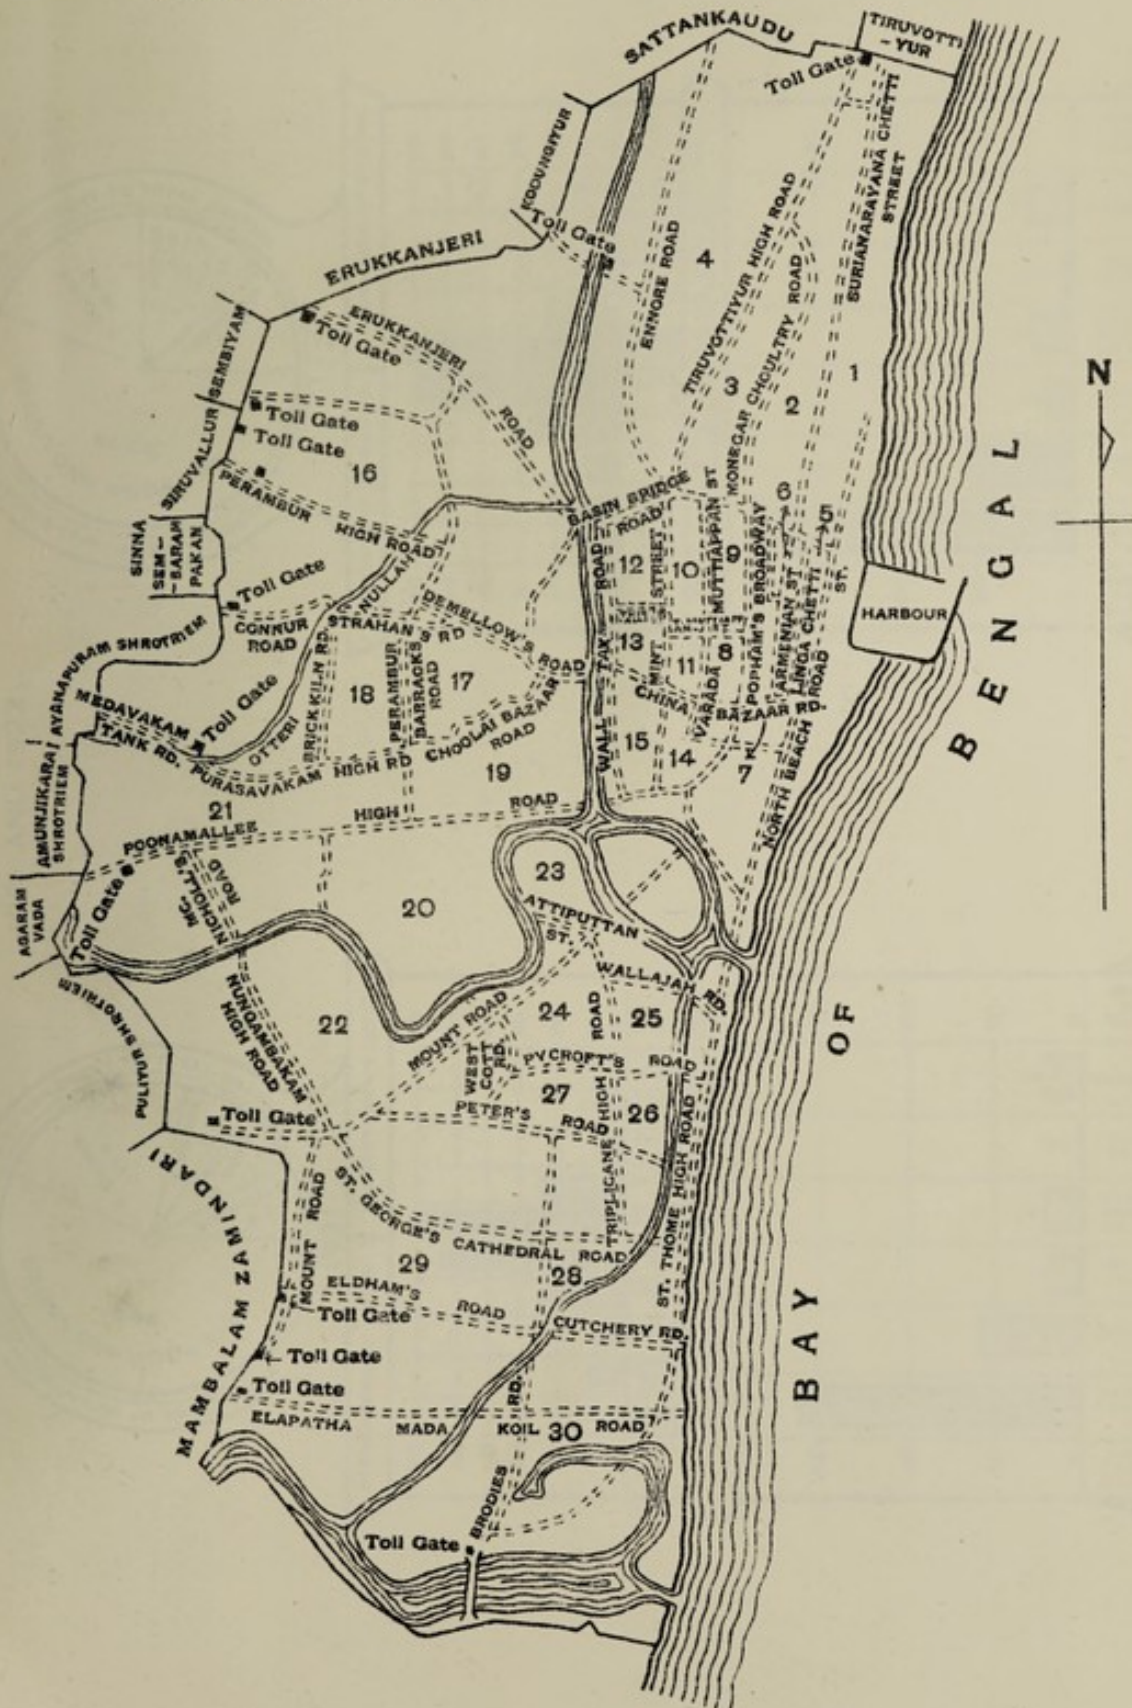 SATTANKAUDU
TIRUVOTTI
-YUR
Toll Gate
KODUNGIYUR
SURIANARAYANA CHETTI
STREET
Toll Gate
ERUKKANJERI
ENNORE ROAD
4
TIRUVOTTIYUR HIGH ROAD
MONEGAR CHOULTRY ROAD
1
2
3
N
SEMBIYAM
Toll Gate
ERUKKANJERI
ROAD
Toll Gate
Toll Gate
SIRUVALLUR
16
PERAMBUR
HIGH ROAD
BASIN BRIDGE
ROAD
6
5
SINNA
SEM-
-BARAM
PAKAN
Toll Gate
CONNUR
ROAD
OTTERI
NULLAH
STRAHAN'S RD
DEMELLOW'S
ROAD
12
STREET
10
MUTHIAPPAN ST
9
POPHAM'S BROADWAY
ARMENIAN ST
LINGA CHETTI
ST.
HARBOUR
AYANAPURAM SHROTRIEM
MEDAVAKAM
TANK RD.
Toll Gate
BRICKKILN RD.
18
PERAMBUR
BARRACKS
ROAD
17
CHOOLAI BAZAAR
ROAD
WALL TAX
ROAD
13
MINT
11
VARADA
8
CHINA
BAZAAR RD.
15
14
7
NORTH BEACH
ROAD
PURASAVAKAM
HIGH RD
19
AMUNJIKARAI
SHROTRIEM
21
POONAMALLEE
HIGH
ROAD
AGARAM
VADA
Toll Gate
MC. NICHOLL'S
ROAD
20
23
ATTIPUTTAN
ST.
WALLAJAH RD.
PULIYUR SHROTRIEM
NUNGAMBAKAM
HIGH ROAD
22
MOUNT ROAD
24
ROAD
25
WEST
COTT
RD.
PYCROFT'S
ROAD
27
26
PETER'S
ROAD
Toll Gate
TRIPLICANE HIGH
ST. THOME HIGH ROAD
MAMBALAM ZAMINDARI
MOUNT ROAD
ST. GEORGE'S
CATHEDRAL
ROAD
29
28
ELDHAM'S
ROAD
Toll Gate
CUTCHERY RD.
Toll Gate
Toll Gate
ELAPATHA
MADA
KOIL
30
ROAD
BRODIES
RD.
Toll Gate
BAY
OF
BENGAL